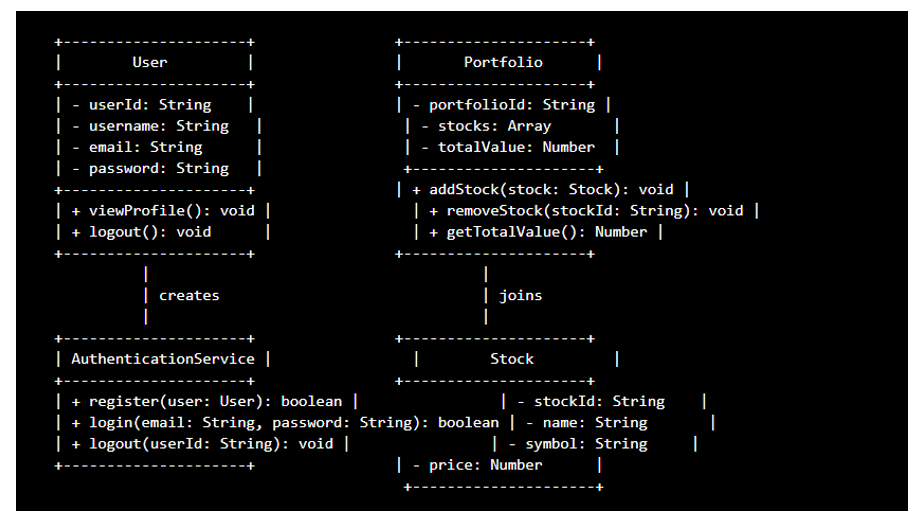 +---------------------+                +---------------------+
|        User         |                |       Portfolio      |
+---------------------+                +---------------------+
| - userId: String    |                | - portfolioId: String |
| - username: String   |                | - stocks: Array       |
| - email: String       |                | - totalValue: Number  |
| - password: String   |                +---------------------+
+---------------------+                | + addStock(stock: Stock): void |
| + viewProfile(): void |                | + removeStock(stockId: String): void |
| + logout(): void      |                | + getTotalValue(): Number |
+---------------------+                +---------------------+
          |                                     |
          | creates                             | joins
          |                                     |
+---------------------+                +---------------------+
| AuthenticationService |                |        Stock         |
+---------------------+                +---------------------+
| + register(user: User): boolean |                | - stockId: String    |
| + login(email: String, password: String): boolean | - name: String       |
| + logout(userId: String): void |                | - symbol: String     |
+---------------------+                | - price: Number      |
                                        +---------------------+